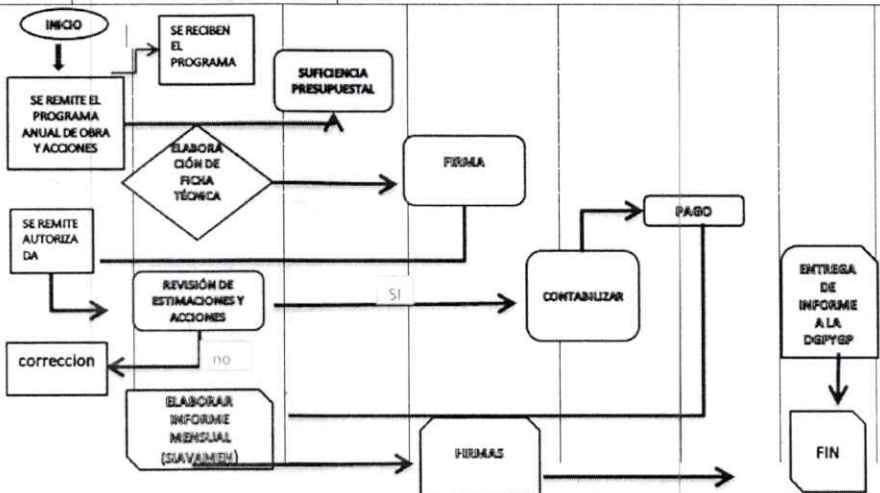 INICIO
SE RECIBEN
EL
PROGRAMA
SUFICIENCIA
PRESUPUESTAL
SE REMITE EL
PROGRAMA
ANUAL DE OBRA
Y ACCIONES
ELABORA
CIÓN DE
FICHA
TÉCNICA
FIRMA
PAGO
SE REMITE
AUTORIZA
DA
REVISIÓN DE
ESTIMACIONES Y
ACCIONES
SI
CONTABILIZAR
ENTREGA
DE
INFORME
A LA
DGPYGP
correccion
no
ELABORAR
INFORME
MENSUAL
(SIAVAMEN)
FIRMAS
FIN